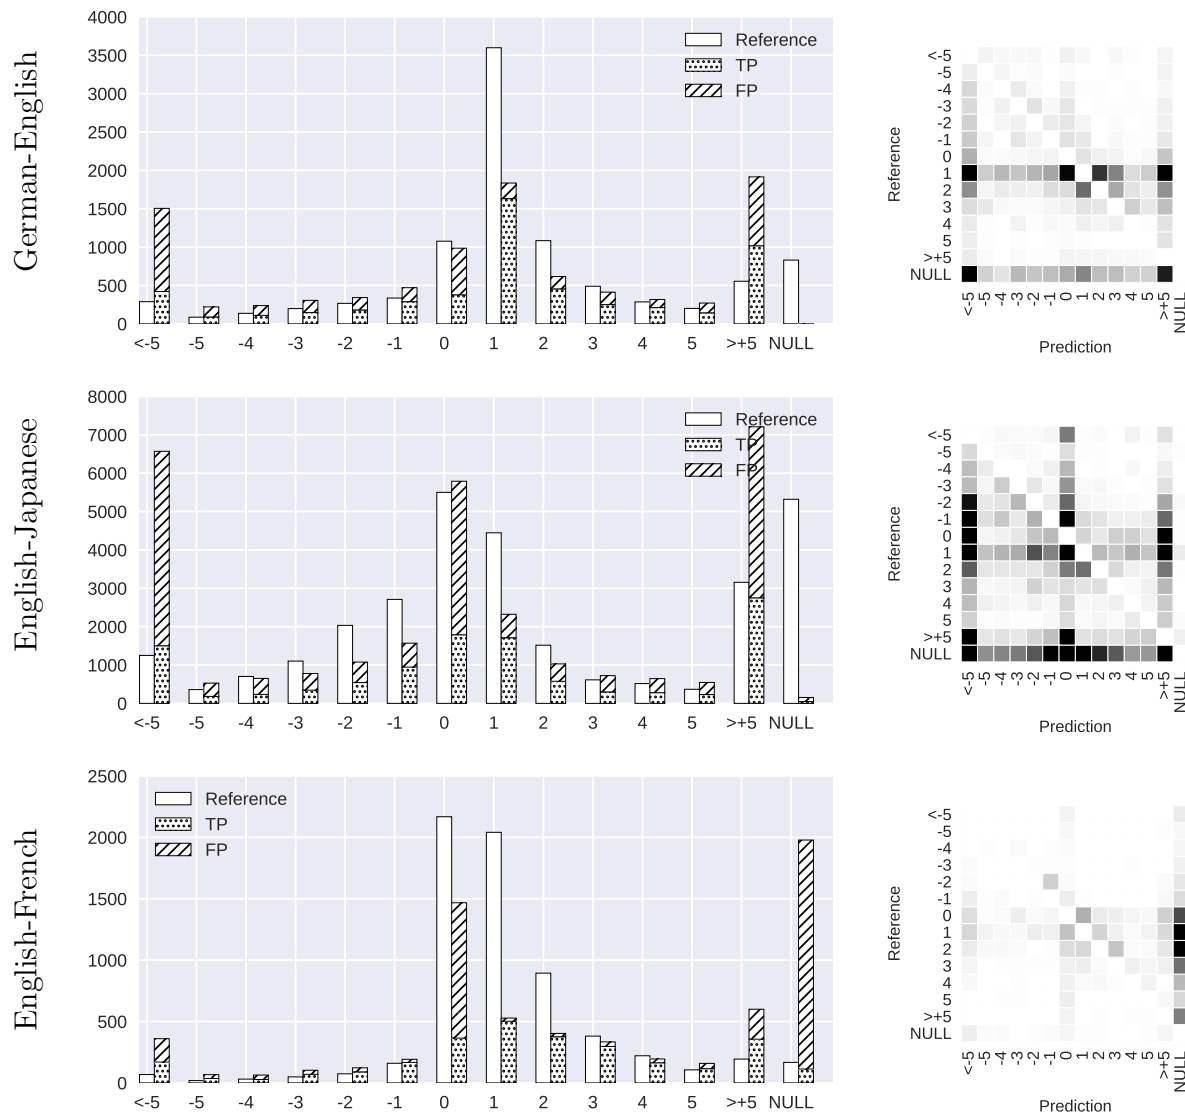 German-English
4000
3500
3000
2500
2000
1500
1000
500
0
<-5 -5 -4 -3 -2 -1 0 1 2 3 4 5 >+5 NULL
Reference
TP
FP
Reference
<-5
-5
-4
-3
-2
-1
0
1
2
3
4
5
>+5
NULL
<-5 -5 -4 -3 -2 -1 0 1 2 3 4 5 >+5 NULL
Prediction
English-Japanese
8000
7000
6000
5000
4000
3000
2000
1000
0
<-5 -5 -4 -3 -2 -1 0 1 2 3 4 5 >+5 NULL
Reference
TP
FP
Reference
<-5
-5
-4
-3
-2
-1
0
1
2
3
4
5
>+5
NULL
<-5 -5 -4 -3 -2 -1 0 1 2 3 4 5 >+5 NULL
Prediction
English-French
2500
2000
1500
1000
500
0
<-5 -5 -4 -3 -2 -1 0 1 2 3 4 5 >+5 NULL
Reference
TP
FP
Reference
<-5
-5
-4
-3
-2
-1
0
1
2
3
4
5
>+5
NULL
<-5 -5 -4 -3 -2 -1 0 1 2 3 4 5 >+5 NULL
Prediction